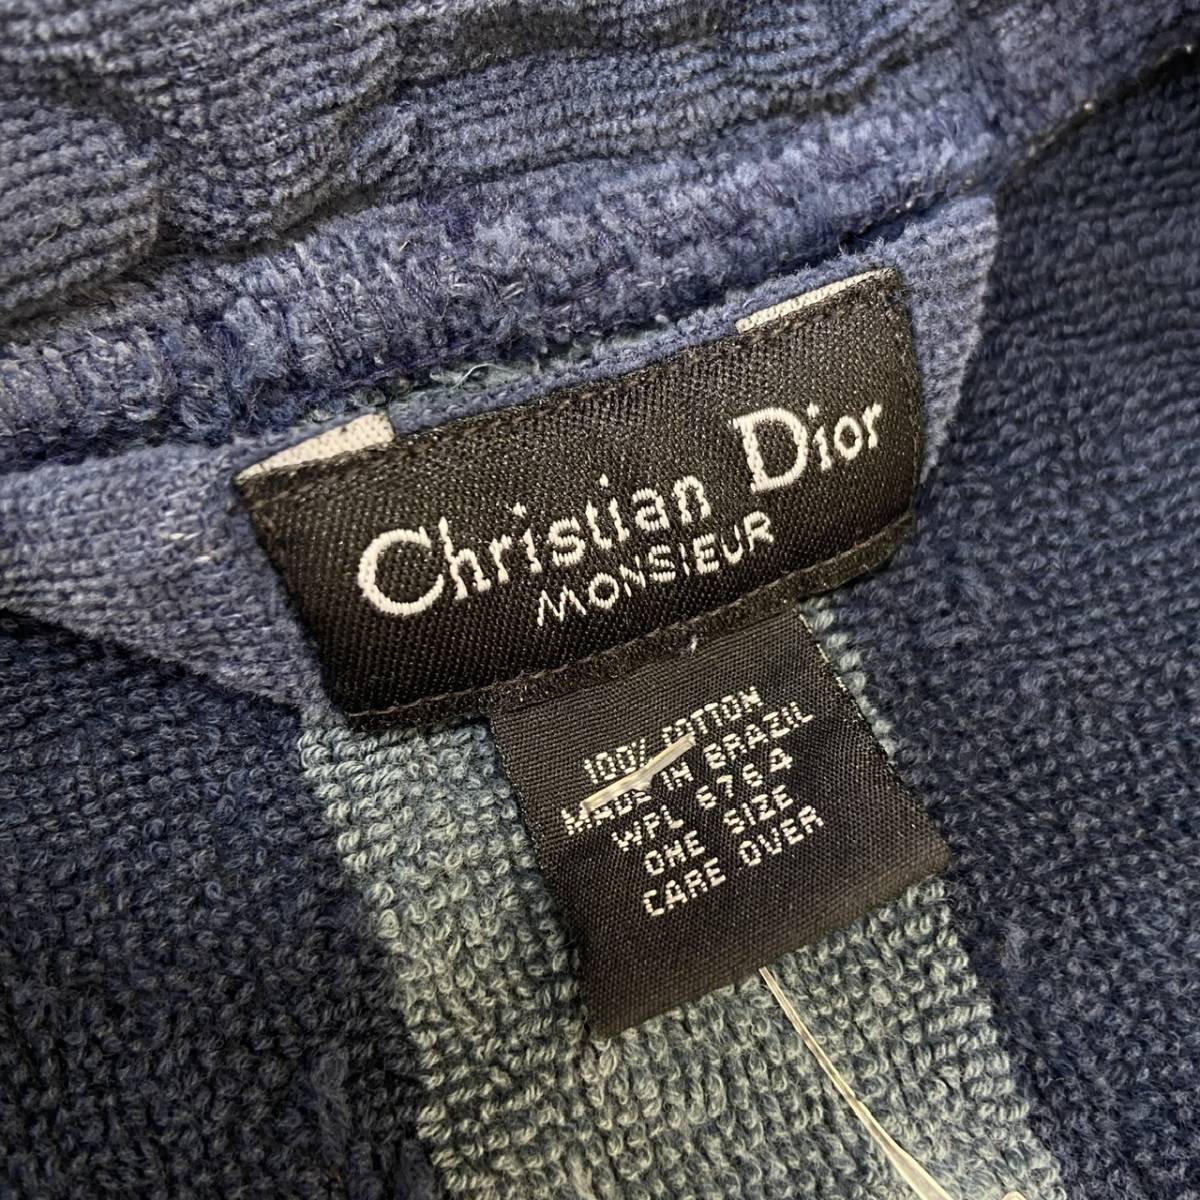 Christian Dior
MONSIEUR
100% COTTON
MADE IN BRAZIL
WPL 6764
ONE SIZE
CARE OVER